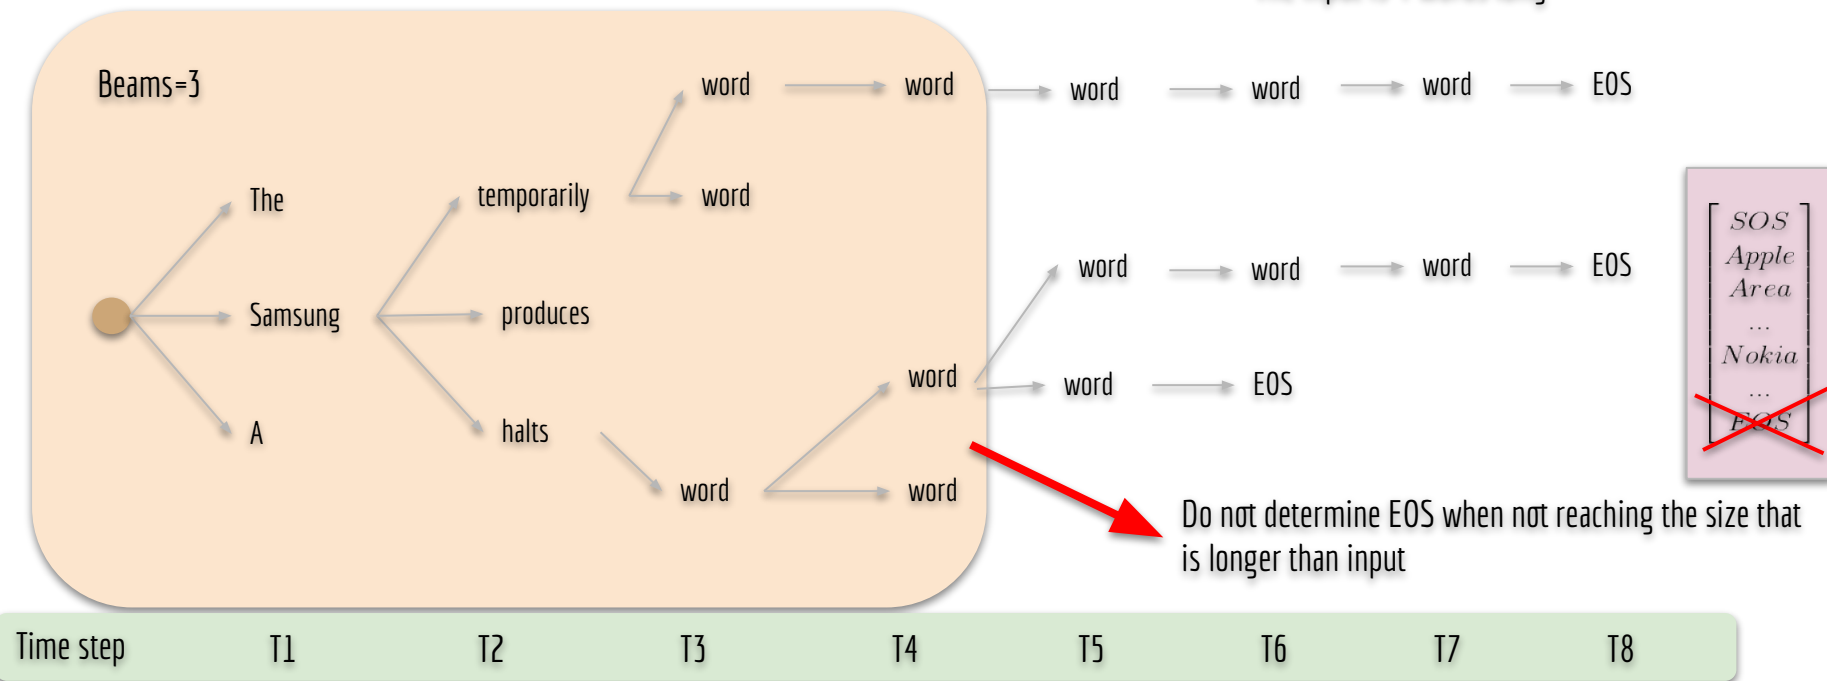 Beams=3
word word word word word EOS
The temporarily word
word word word EOS
Samsung produces
word word EOS
A halts
word word
SOS
Apple
Area
...
Nokia
...
EOS
Do not determine EOS when not reaching the size that
is longer than input
Time step T1 T2 T3 T4 T5 T6 T7 T8